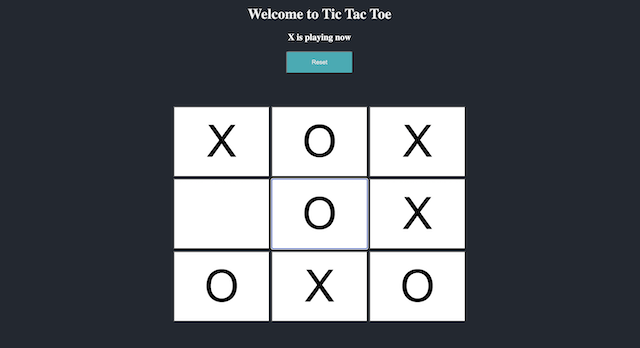 Welcome to Tic Tac Toe
X is playing now
Reset
X O X
O X
O X O